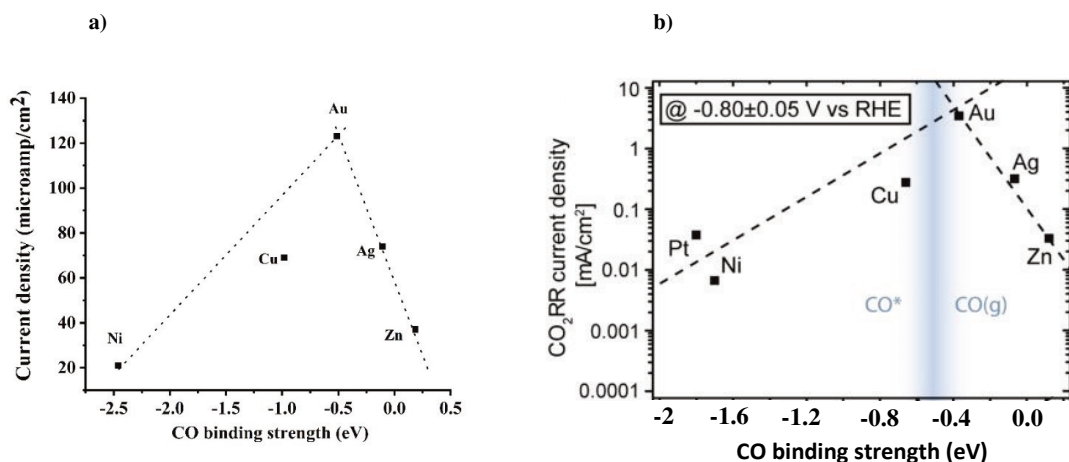 a)
Current density (microamp/cm²)
140
120
100
80
60
40
20
Au
Cu
Ag
Ni
Zn
-2.5 -2.0 -1.5 -1.0 -0.5 0.0 0.5
CO binding strength (eV)
b)
CO₂RR current density
[mA/cm²]
10
1
0.1
0.01
0.001
0.0001
@ -0.80±0.05 V vs RHE
Au
Ag
Cu
Pt
Ni
Zn
CO* CO(g)
-2 -1.6 -1.2 -0.8 -0.4 0.0
CO binding strength (eV)